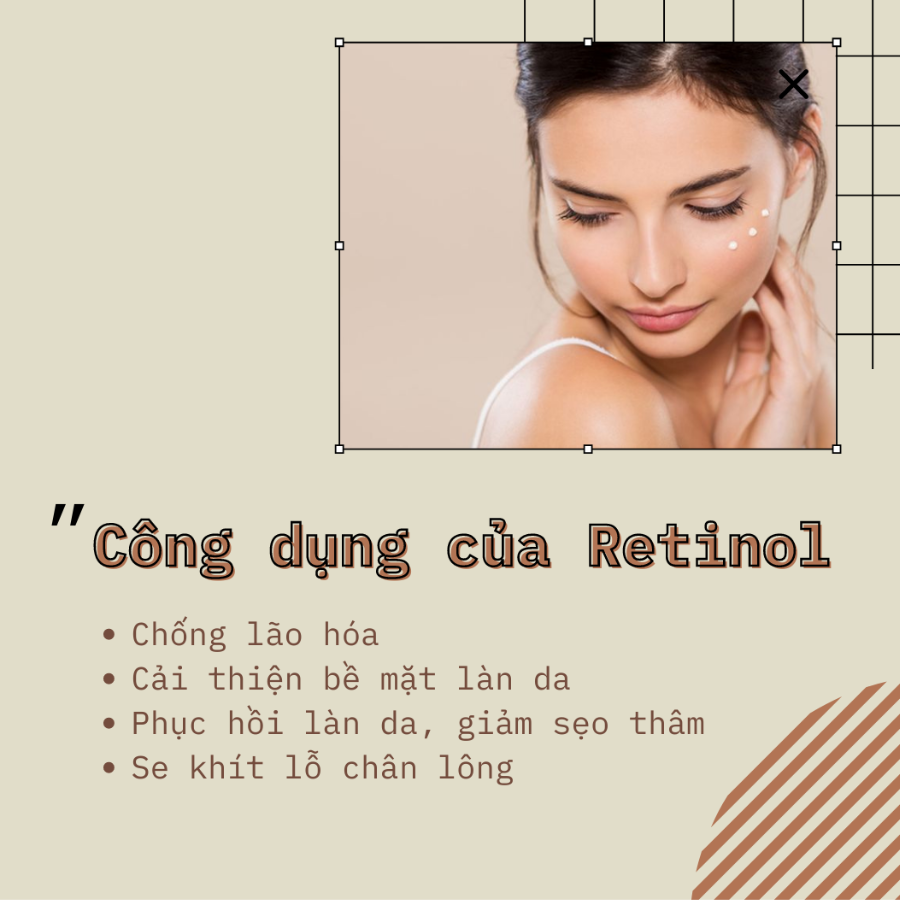 "Công dụng của Retinol
• Chống lão hóa
• Cải thiện bề mặt làn da
• Phục hồi làn da, giảm sẹo thâm
• Se khít lỗ chân lông